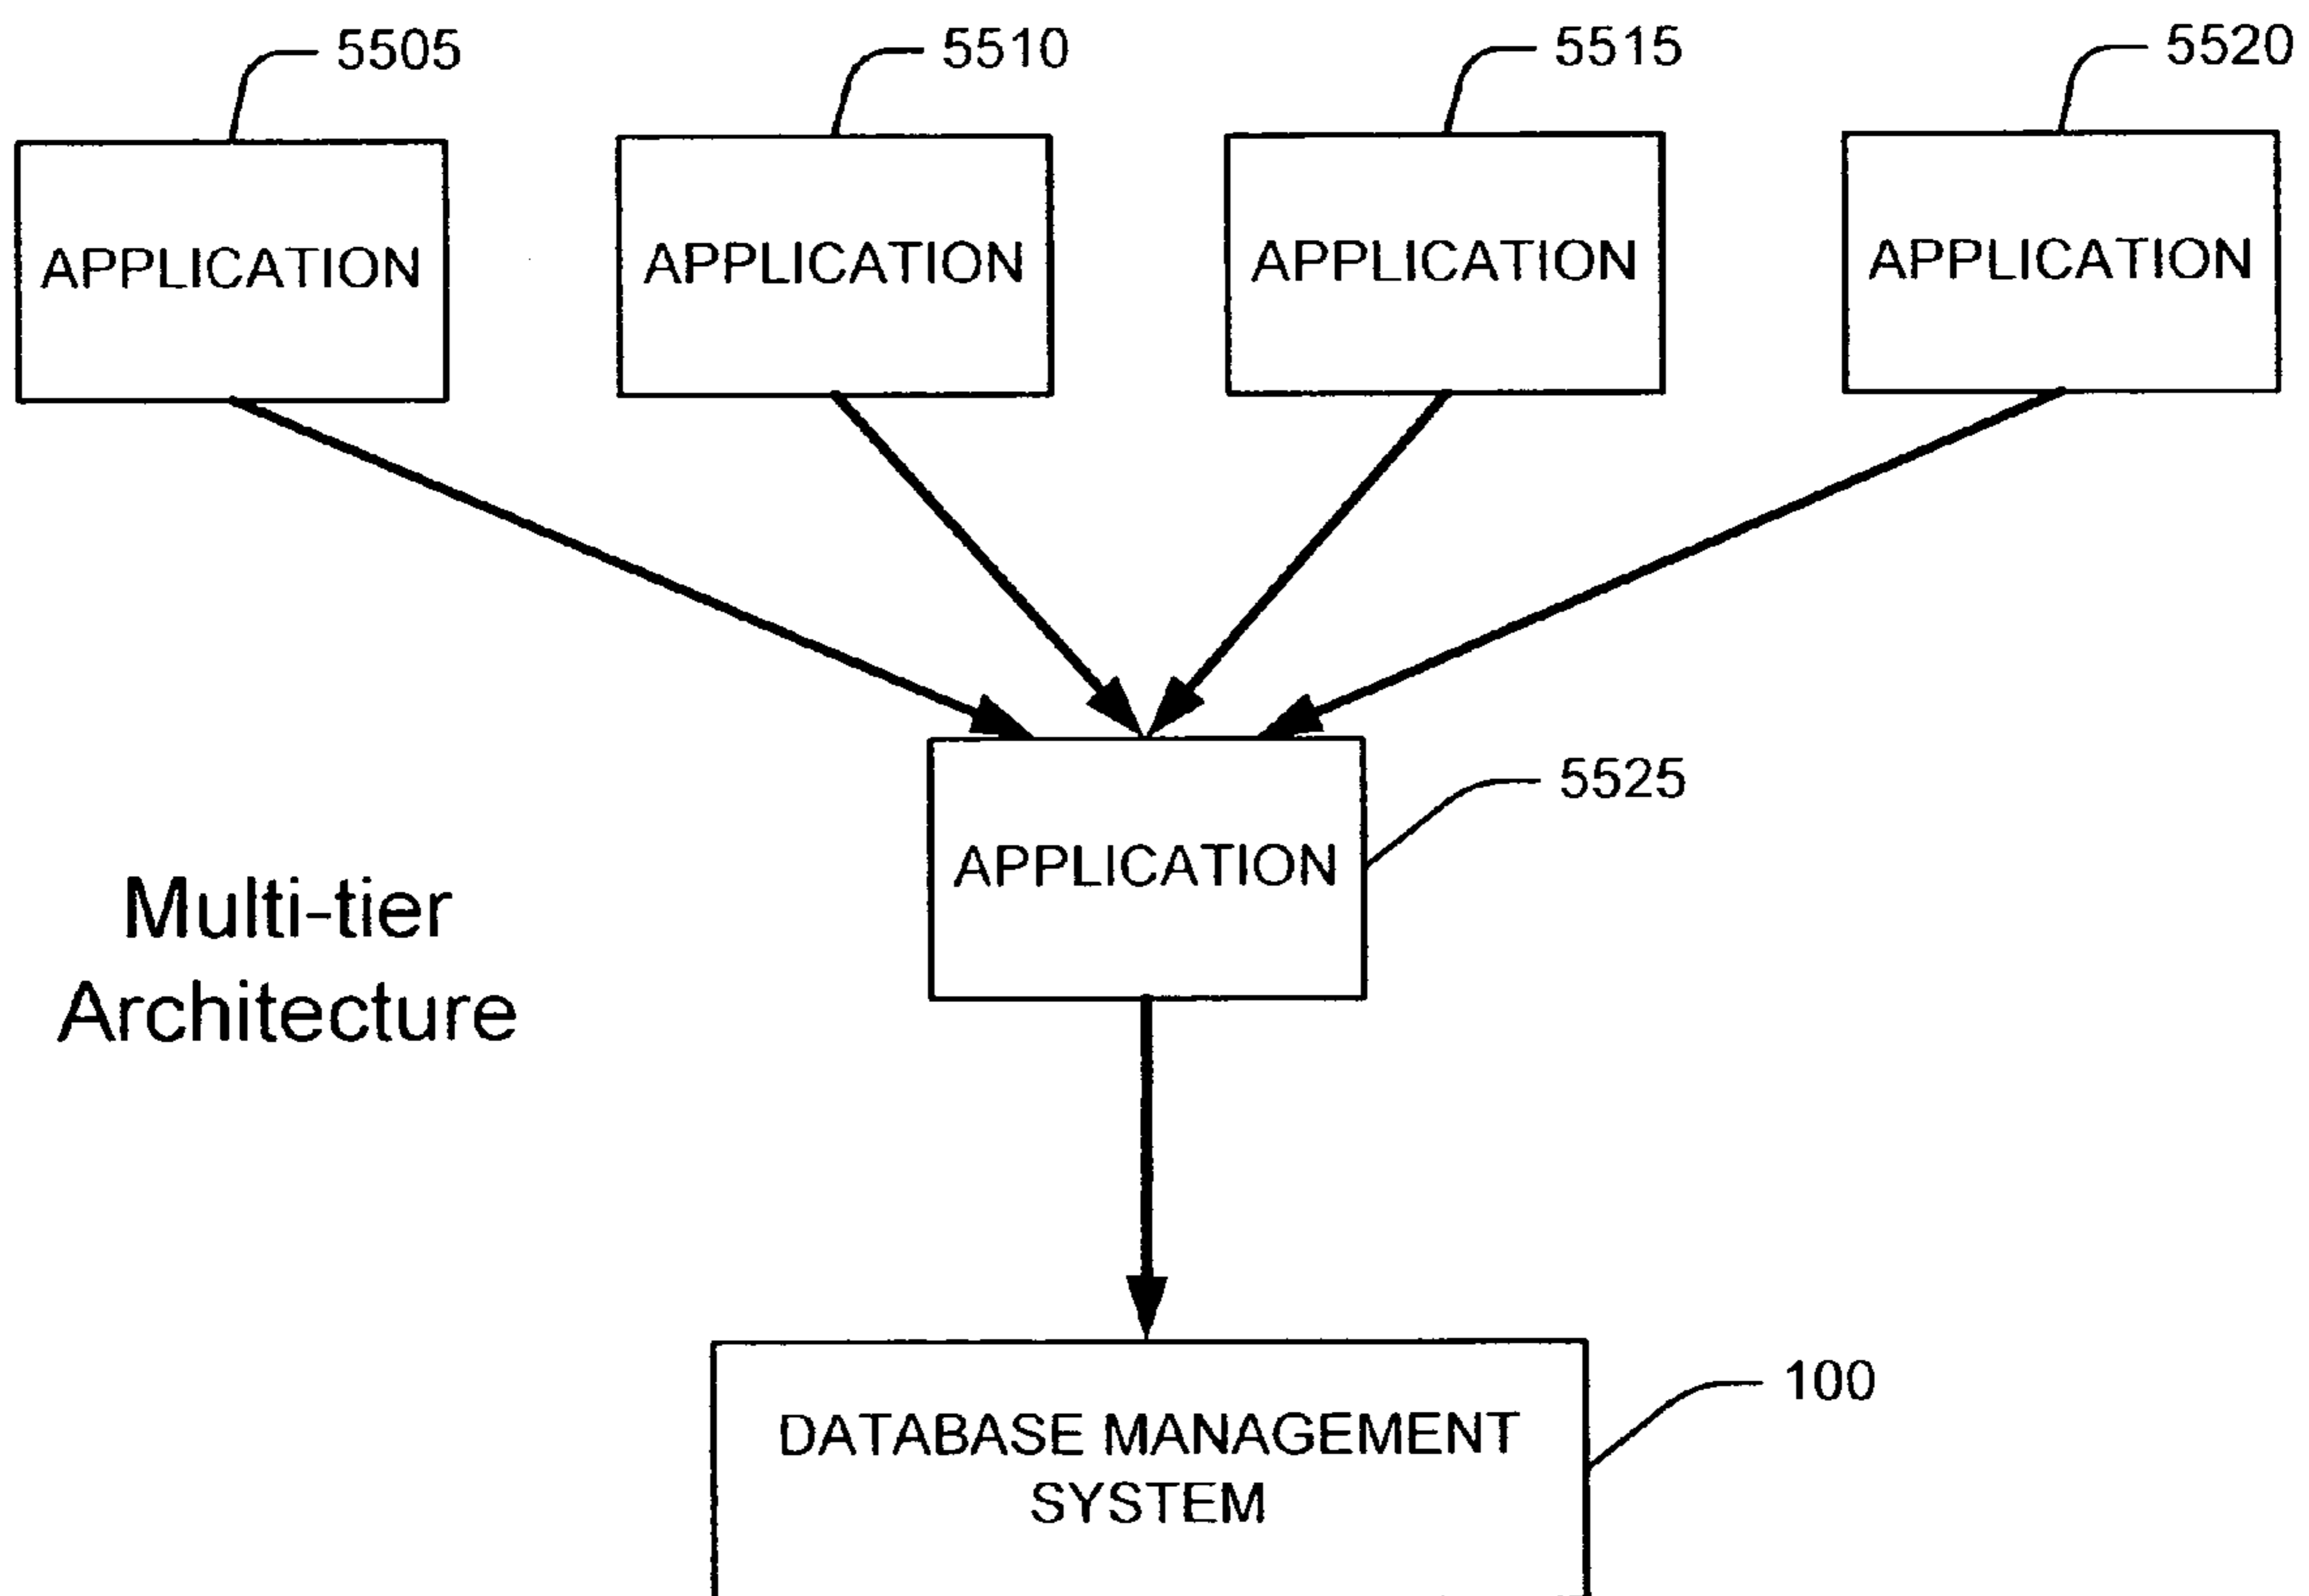 5505
5510
5515
5520
APPLICATION
APPLICATION
APPLICATION
APPLICATION
5525
APPLICATION
Multi-tier
Architecture
100
DATABASE MANAGEMENT
SYSTEM